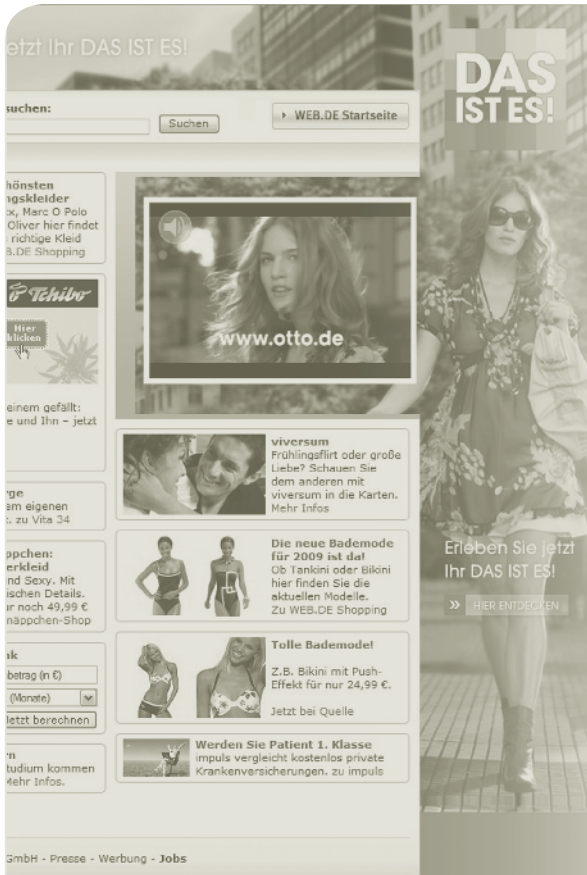 jetzt Ihr DAS IST ES!
DAS
IST ES!
suchen:
Suchen
WEB.DE Startseite
Marc O Polo
Oliver hier findet
richtige Kleid
B.DE Shopping
Tchibo
Hier
klicken
einem gefällt:
e und Ihn – jetzt
em eigenen
. zu Vita 34
ppchen:
erkleid
nd Sexy. Mit
ischen Details.
ur noch 49,99 €
näppchen-Shop
nk
betrag (in €)
(Monate)
Jetzt berechnen
rn
tudium kommen
Mehr Infos.
www.otto.de
viversum
Frühlingsflirt oder große
Liebe? Schauen Sie
dem anderen mit
viversum in die Karten.
Mehr Infos
Die neue Bademode
für 2009 ist da!
Ob Tankini oder Bikini
hier finden Sie die
aktuellen Modelle.
Zu WEB.DE Shopping
Tolle Bademode!
Z.B. Bikini mit Push-
Effekt für nur 24,99 €.
Jetzt bei Quelle
Werden Sie Patient 1. Klasse
impuls vergleicht kostenlos private
Krankenversicherungen. zu impuls
Erleben Sie jetzt
Ihr DAS IST ES!
» HIER ENTDECKEN
GmbH - Presse - Werbung - Jobs